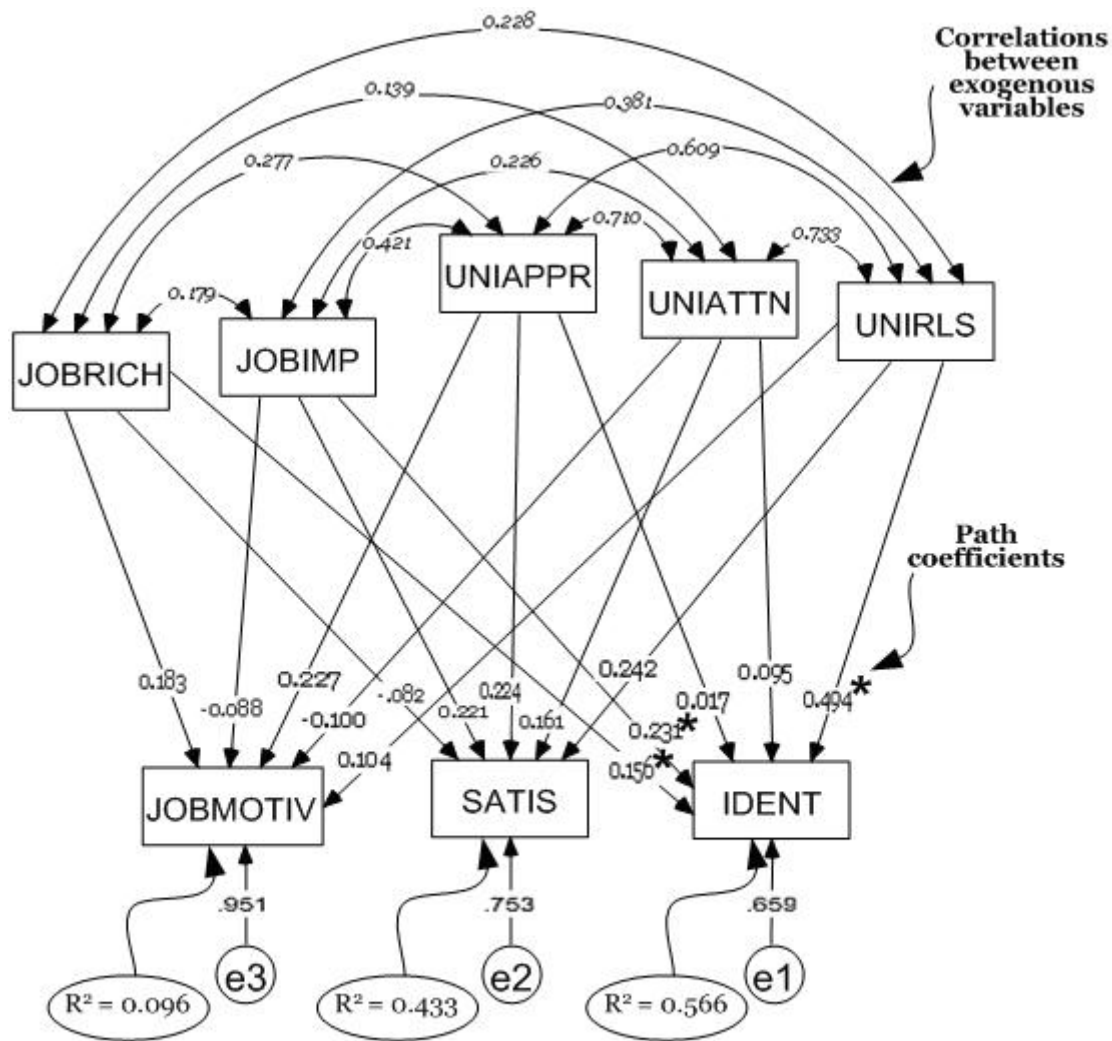 0.228
Correlations
between
exogenous
variables
0.139
0.381
0.277
0.226
0.609
0.421
0.710
0.733
0.179
UNIAPPR
UNIATTN
UNIRLS
JOBRICH
JOBIMP
Path
coefficients
0.183
-0.088
0.227
-0.100
0.104
-.082
0.221
0.224
0.161
0.242
0.231*
0.156*
0.017
0.095
0.494*
JOBMOTIV
SATIS
IDENT
.951
.753
.659
e3
e2
e1
R² = 0.096
R² = 0.433
R² = 0.566